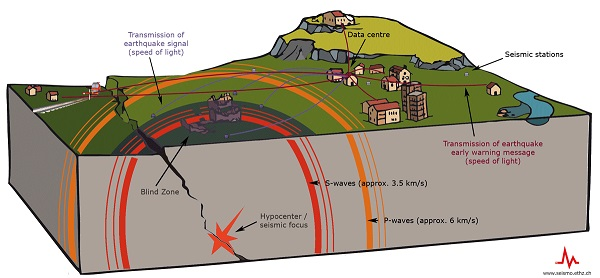 Transmission of
earthquake signal
(speed of light)
Data centre
Seismic stations
Transmission of earthquake
early warning message
(speed of light)
Blind Zone
S-waves (approx. 3.5 km/s)
Hypocenter /
seismic focus
P-waves (approx. 6 km/s)
www.seismo.ethz.ch